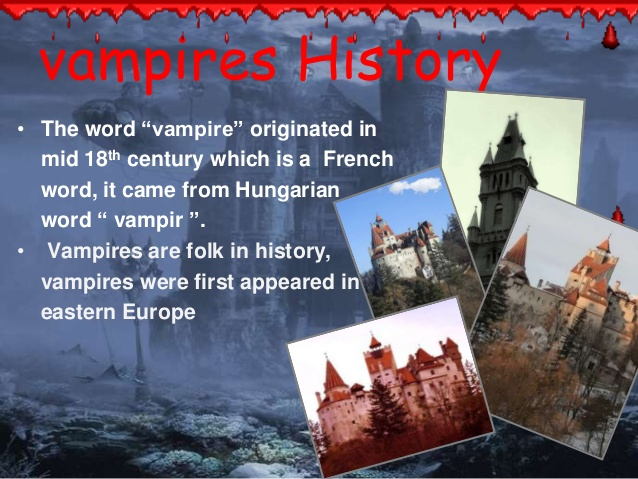 vampires History
• The word “vampire” originated in
mid 18th century which is a French
word, it came from Hungarian
word “ vampir ”.
• Vampires are folk in history,
vampires were first appeared in
eastern Europe